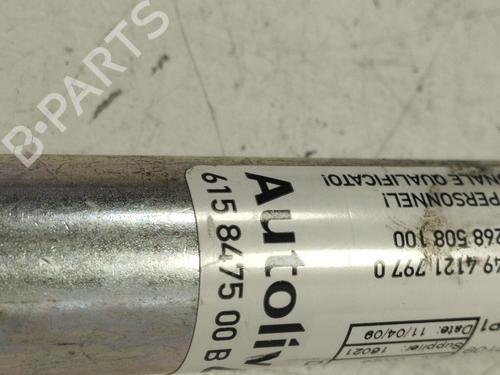 B-PARTS
Autoliv
615 8475 00 B
PERSONNEL!
QUALIFICATO!
268 508 100
49 4121 797 0
Date: 11/04/09
Supplier: 16021